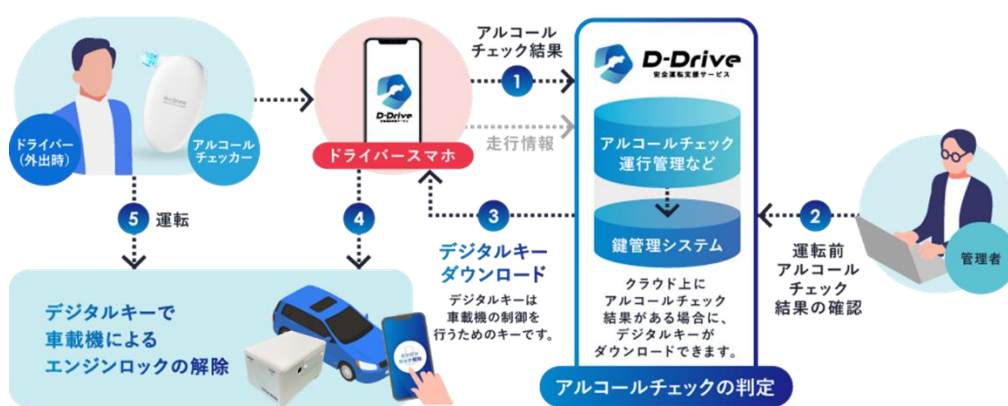 ドライバー
(外出時)
アルコール
チェッカー
D-Drive
ドライバースマホ
アルコール
チェック結果
1
走行情報
D-Drive
安全運転支援サービス
アルコールチェック
運行管理など
鍵管理システム
クラウド上に
アルコールチェック
結果がある場合に、
デジタルキーが
ダウンロードできます。
アルコールチェックの判定
2
運転前
アルコール
チェック
結果の確認
管理者
3
デジタルキー
ダウンロード
デジタルキーは
車載機の制御を
行うためのキーです。
4
5 運転
デジタルキーで
車載機による
エンジンロックの解除
エンジン
ロック解除